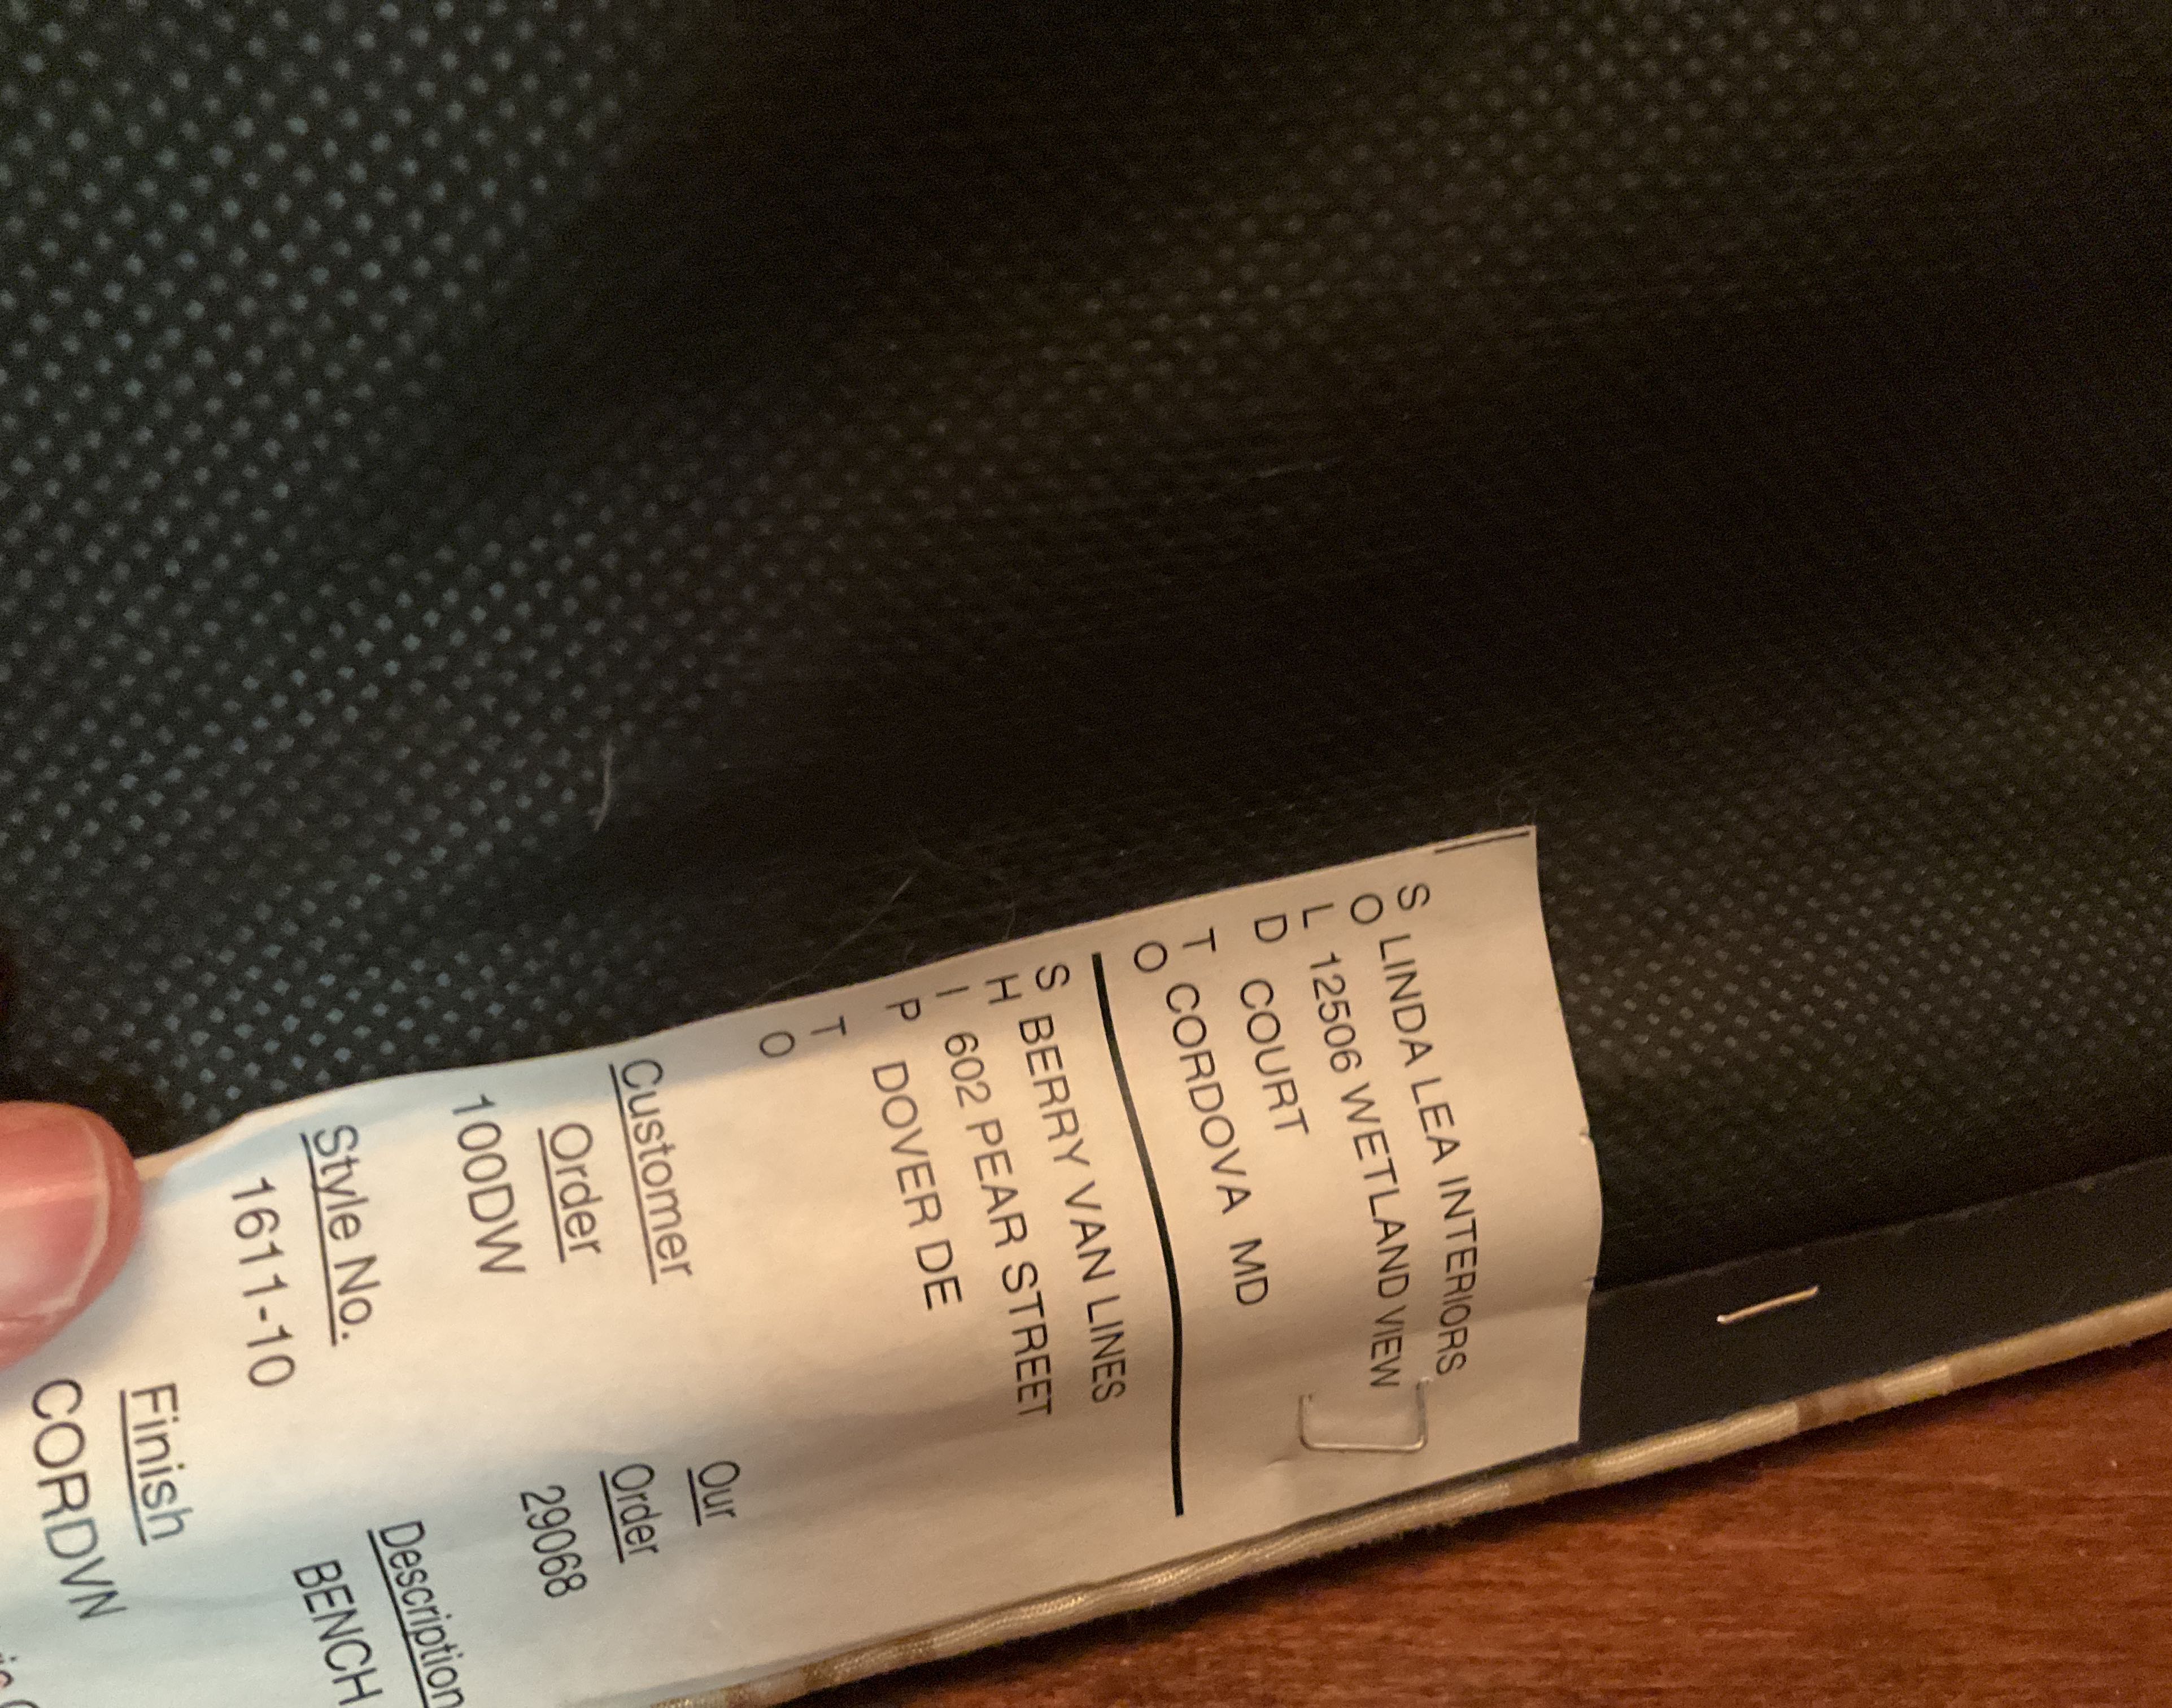 S
O LINDA LEA INTERIORS
L 12506 WETLAND VIEW
D COURT
T CORDOVA MD
O
S BERRY VAN LINES
H
I 602 PEAR STREET
P DOVER DE
T
O
Customer Our
Order Order
100DW 29068
Style No. Description
1611-10 BENCH
Finish
CORDVN